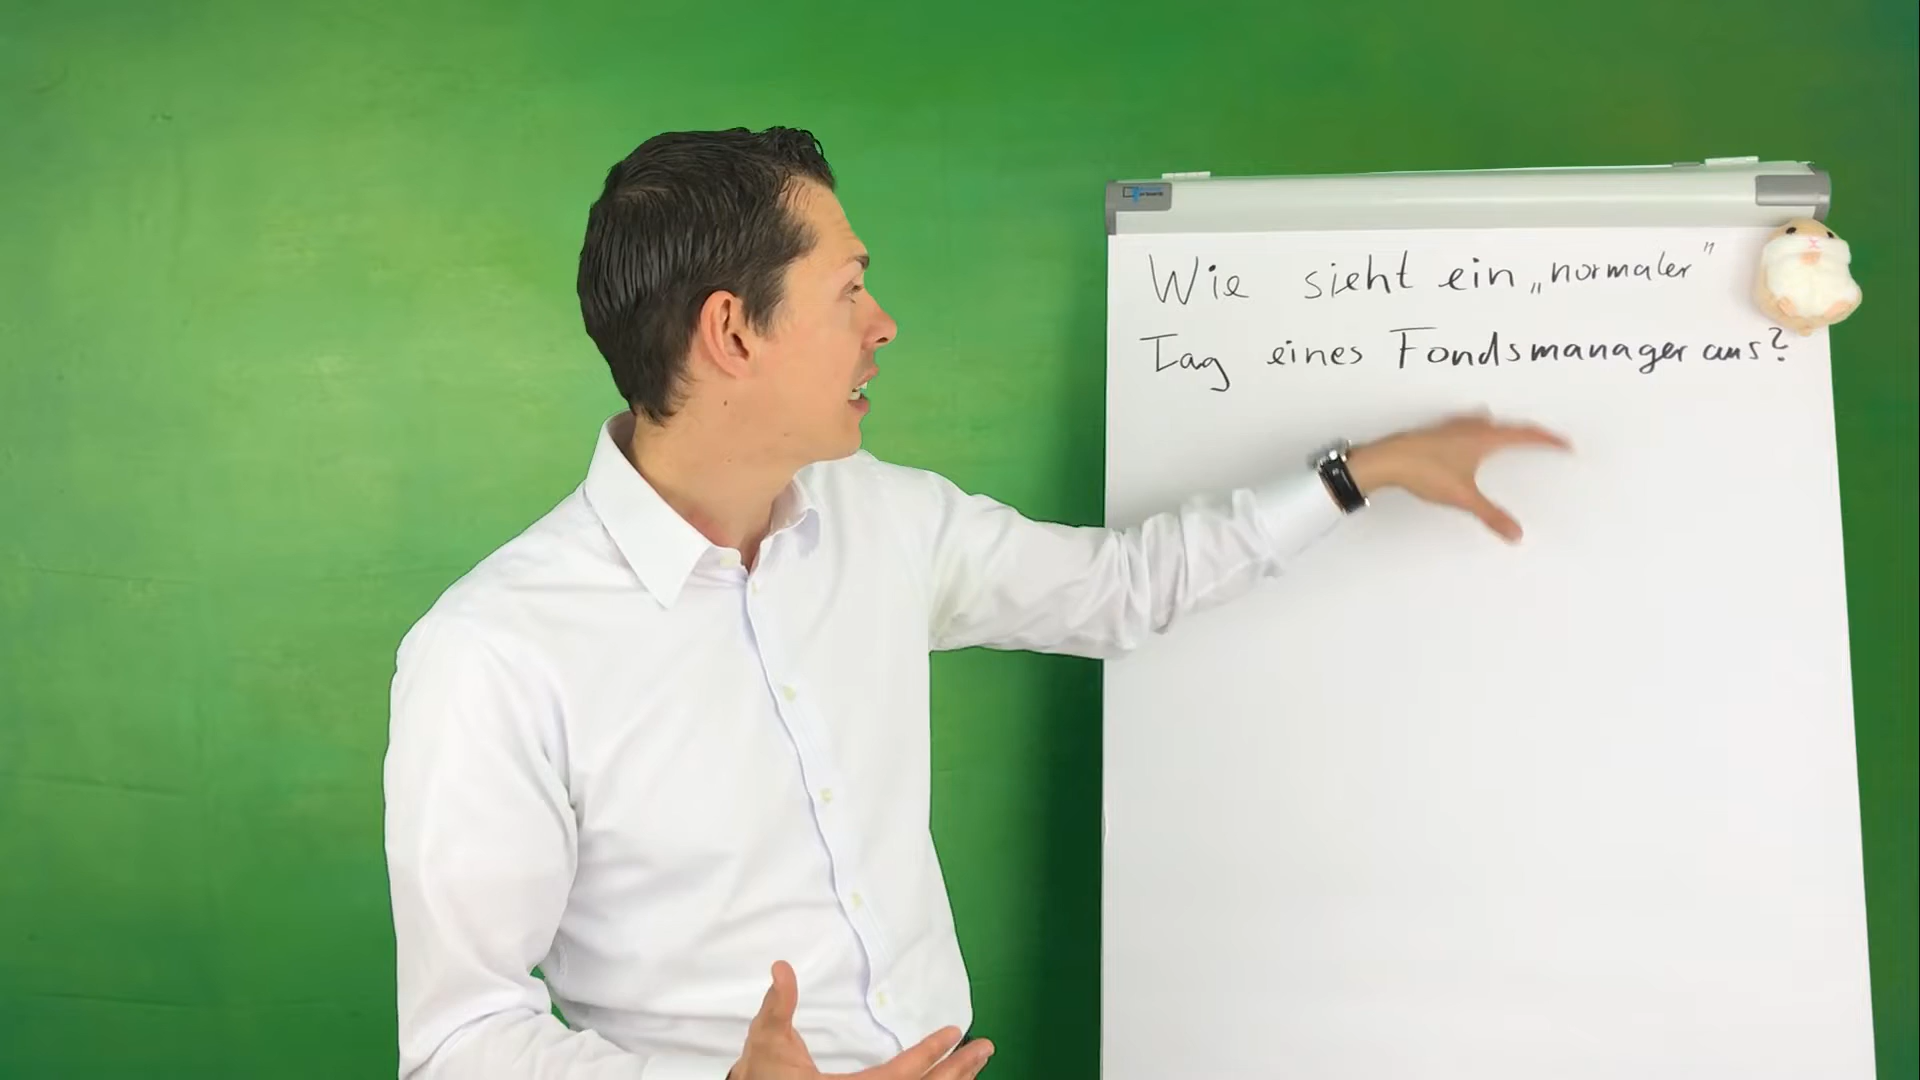 Wie sieht ein „normaler"
Tag eines Fondsmanager aus?